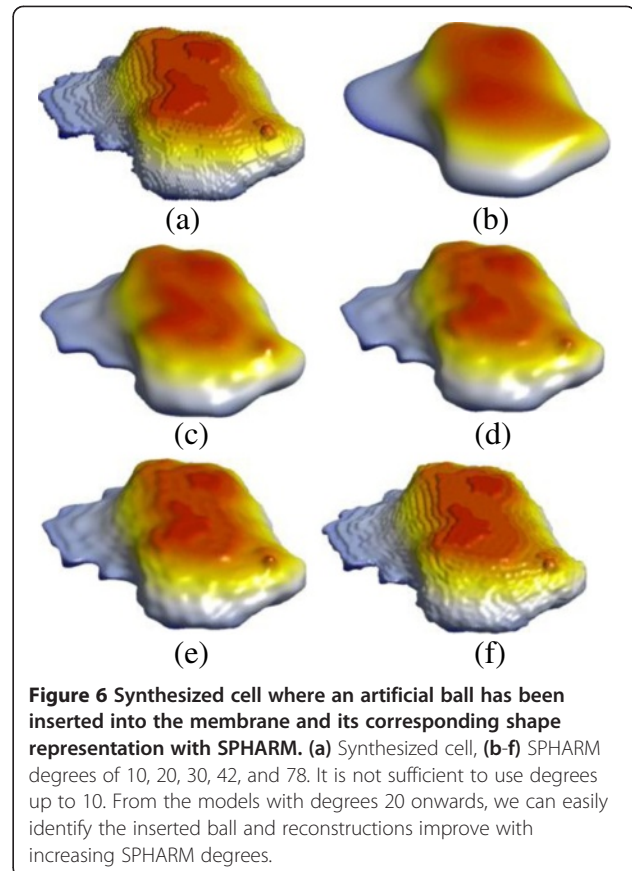 (a)
(b)
(c)
(d)
(e)
(f)
Figure 6 Synthesized cell where an artificial ball has been
inserted into the membrane and its corresponding shape
representation with SPHARM. (a) Synthesized cell, (b-f) SPHARM
degrees of 10, 20, 30, 42, and 78. It is not sufficient to use degrees
up to 10. From the models with degrees 20 onwards, we can easily
identify the inserted ball and reconstructions improve with
increasing SPHARM degrees.